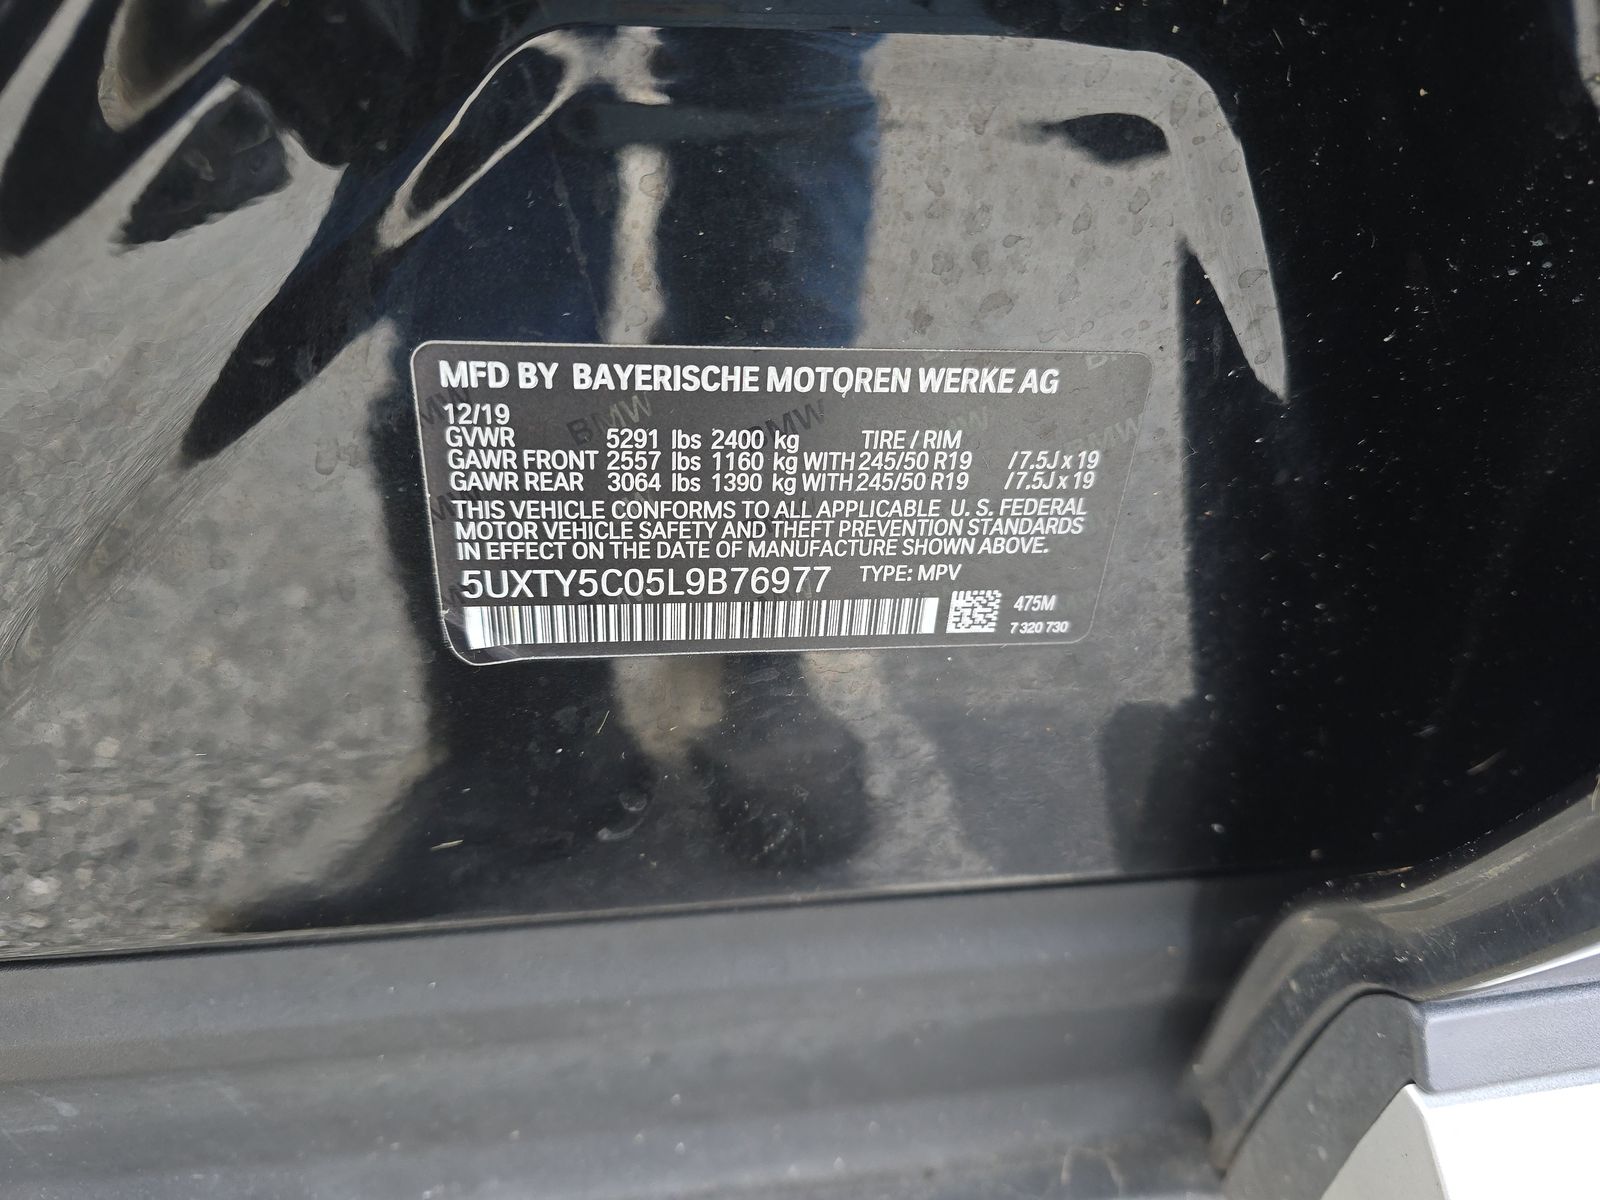 MFD BY BAYERISCHE MOTOREN WERKE AG
12/19
GVWR 5291 lbs 2400 kg TIRE / RIM
GAWR FRONT 2557 lbs 1160 kg WITH 245/50 R19 / 7.5J x 19
GAWR REAR 3064 lbs 1390 kg WITH 245/50 R19 / 7.5J x 19
THIS VEHICLE CONFORMS TO ALL APPLICABLE U. S. FEDERAL
MOTOR VEHICLE SAFETY AND THEFT PREVENTION STANDARDS
IN EFFECT ON THE DATE OF MANUFACTURE SHOWN ABOVE.
5UXTY5C05L9B76977 TYPE: MPV
475M
7 320 730